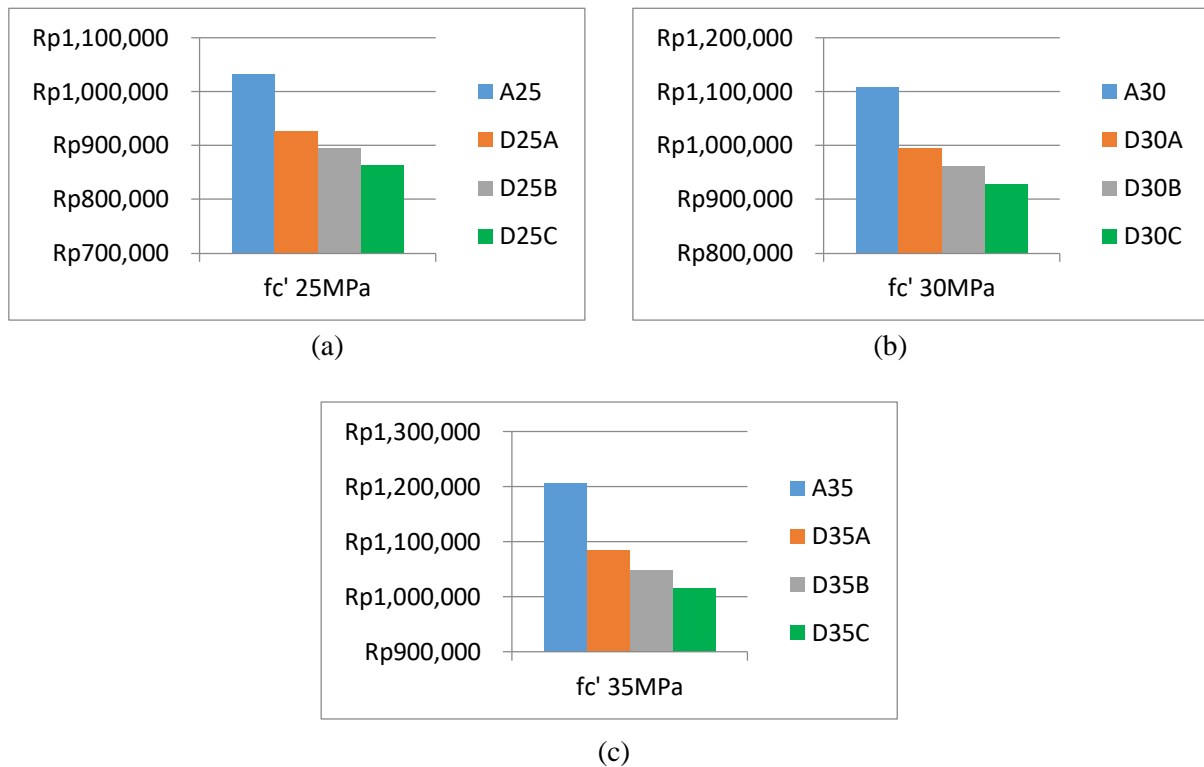 Rp1,100,000
Rp1,000,000
Rp900,000
Rp800,000
Rp700,000
fc' 25MPa
A25
D25A
D25B
D25C
(a)
Rp1,200,000
Rp1,100,000
Rp1,000,000
Rp900,000
Rp800,000
fc' 30MPa
A30
D30A
D30B
D30C
(b)
Rp1,300,000
Rp1,200,000
Rp1,100,000
Rp1,000,000
Rp900,000
fc' 35MPa
A35
D35A
D35B
D35C
(c)